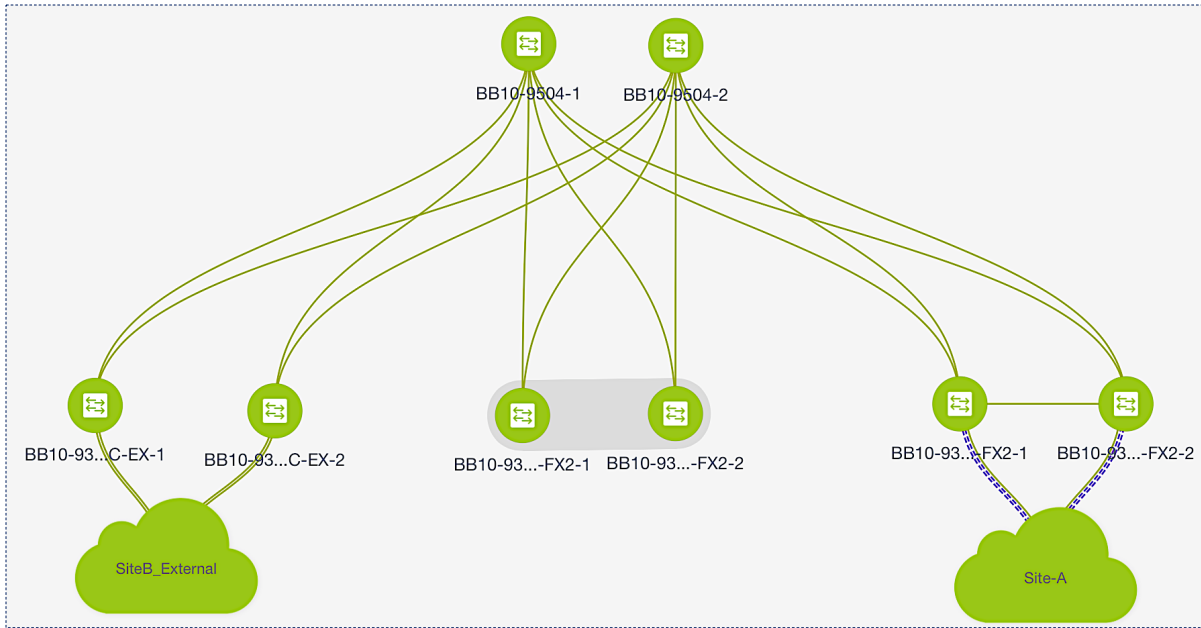 BB10-9504-1
BB10-9504-2
BB10-93...C-EX-1
BB10-93...C-EX-2
BB10-93...-FX2-1
BB10-93...-FX2-2
BB10-93...-FX2-1
BB10-93...-FX2-2
SiteB_External
Site-A